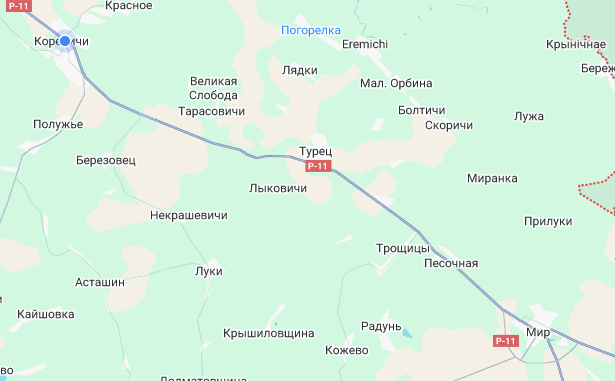 Р-11
Красное
Погорелка
Eremichi
Крынічнае
Лядки
Великая
Слобода
Тарасовичи
Мал. Орбина
Болтичи
Скоричи
Лужа
Полужье
Турец
Р-11
Березовец
Лыковичи
Миранка
Некрашевичи
Прилуки
Трощицы
Песочная
Луки
Асташин
Кайшовка
Радунь
Мир
Крышиловщина
Р-11
Кожево